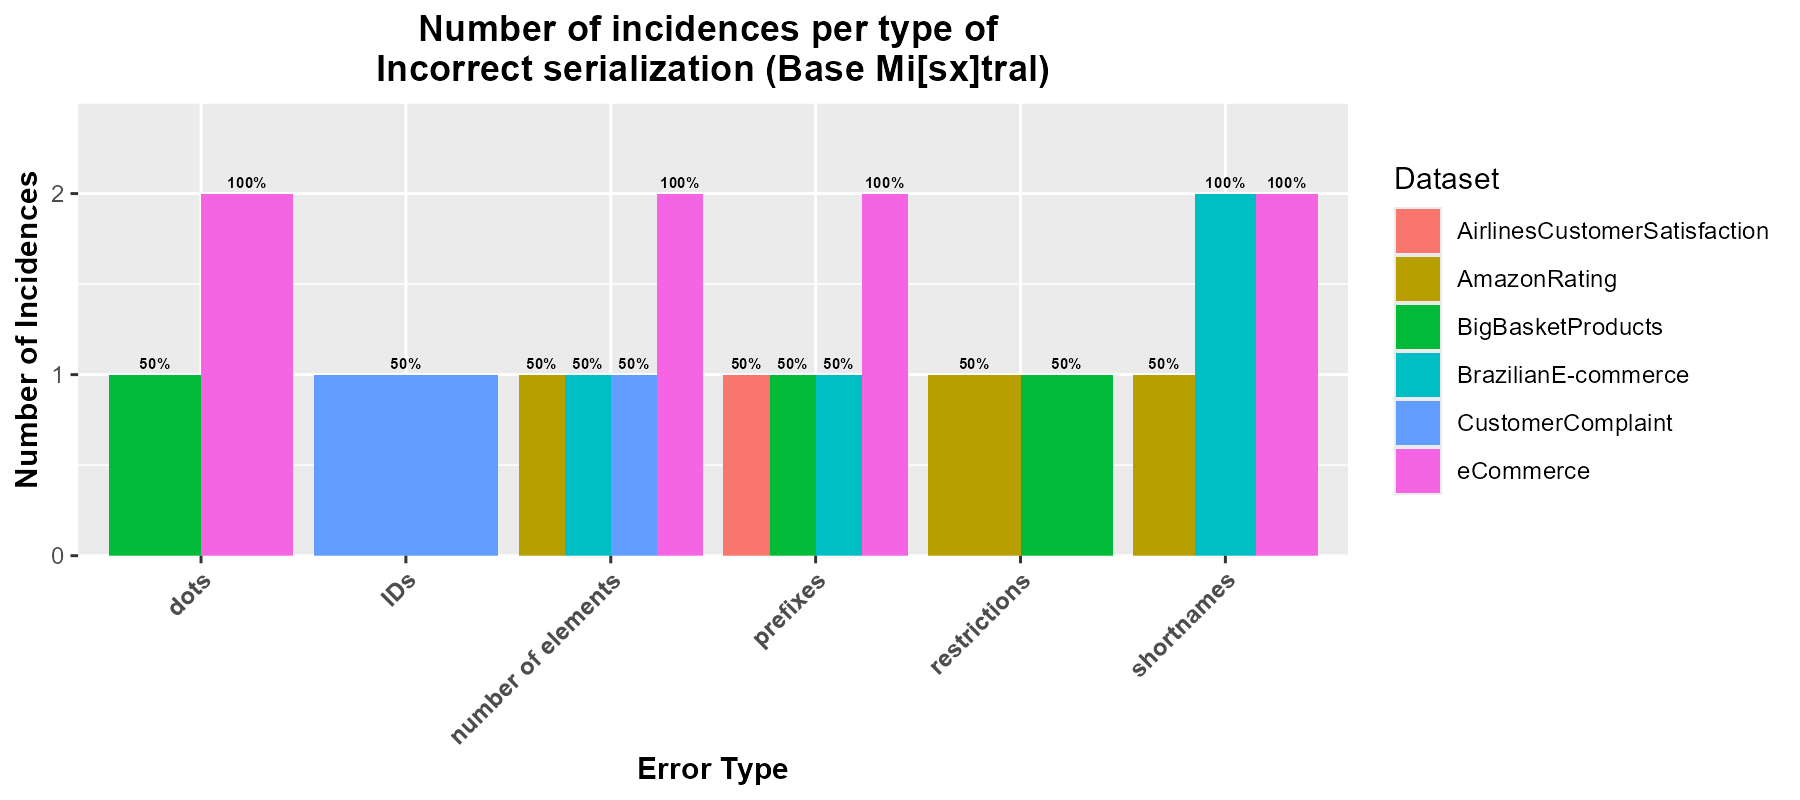 Number of incidences per type of
Incorrect serialization (Base Mi[sx]tral)
Number of Incidences
2
1
0
50%
100%
50%
50%
50%
50%
100%
50%
50%
50%
100%
50%
50%
50%
100%
100%
dots
IDs
number of elements
prefixes
restrictions
shortnames
Error Type
Dataset
AirlinesCustomerSatisfaction
AmazonRating
BigBasketProducts
BrazilianE-commerce
CustomerComplaint
eCommerce